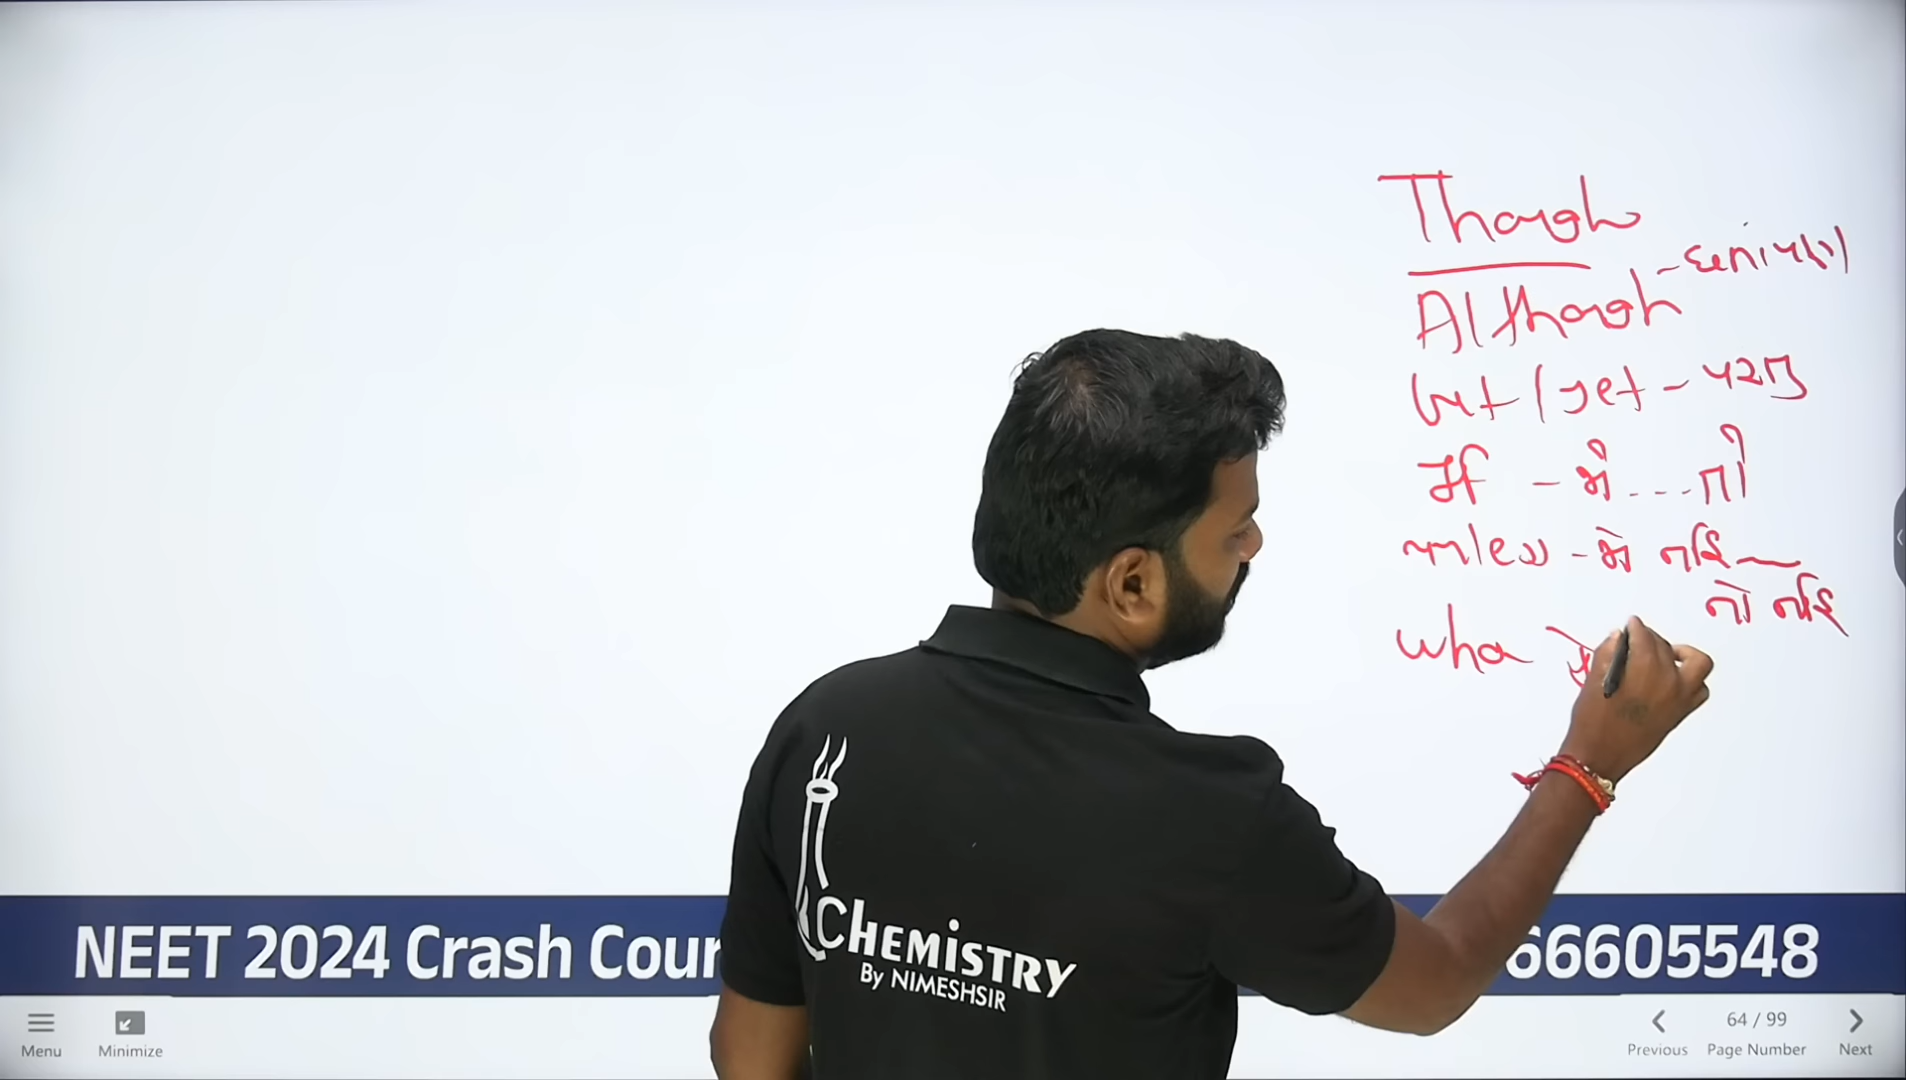 Though
Although - છતાંપણ
but / yet - પરંતુ
If - જો ... તો
unless - જો નહિ
તો નહિ
who
CHEMiSTRY
By NIMESHSIR
NEET 2024 Crash Cour 66605548
Menu Minimize Previous 64 / 99 Page Number Next